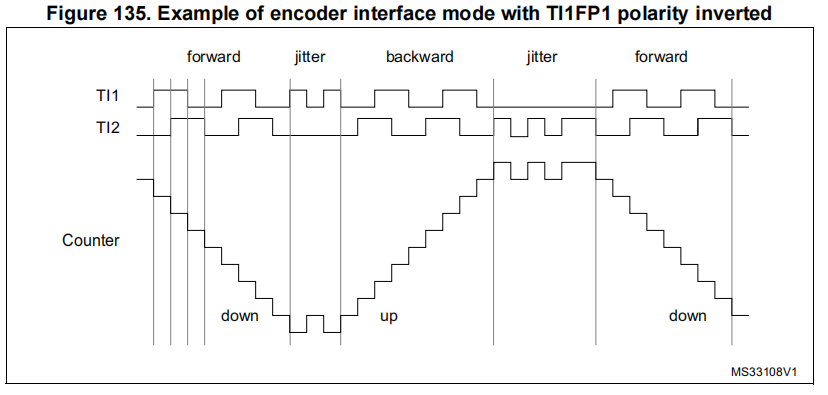 Figure 135. Example of encoder interface mode with TI1FP1 polarity inverted
forward jitter backward jitter forward
TI1
TI2
Counter
down up down
MS33108V1